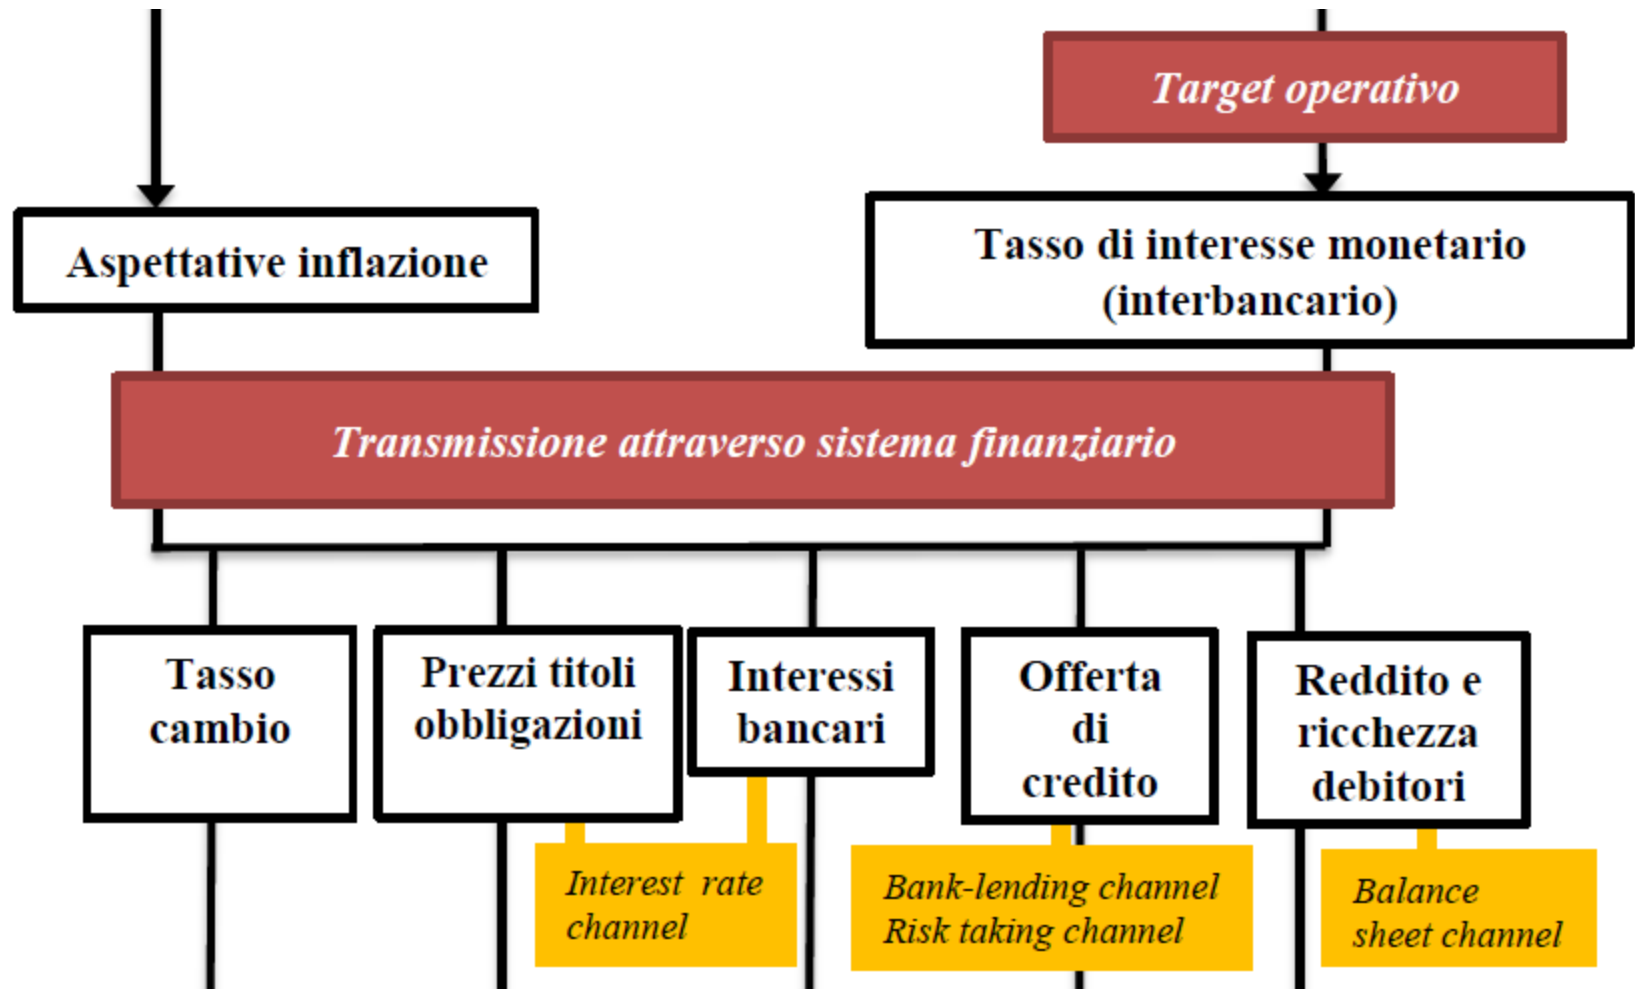 Target operativo
Aspettative inflazione
Tasso di interesse monetario
(interbancario)
Transmissione attraverso sistema finanziario
Tasso
cambio
Prezzi titoli
obbligazioni
Interessi
bancari
Offerta
di
credito
Reddito e
ricchezza
debitori
Interest rate
channel
Bank-lending channel
Risk taking channel
Balance
sheet channel